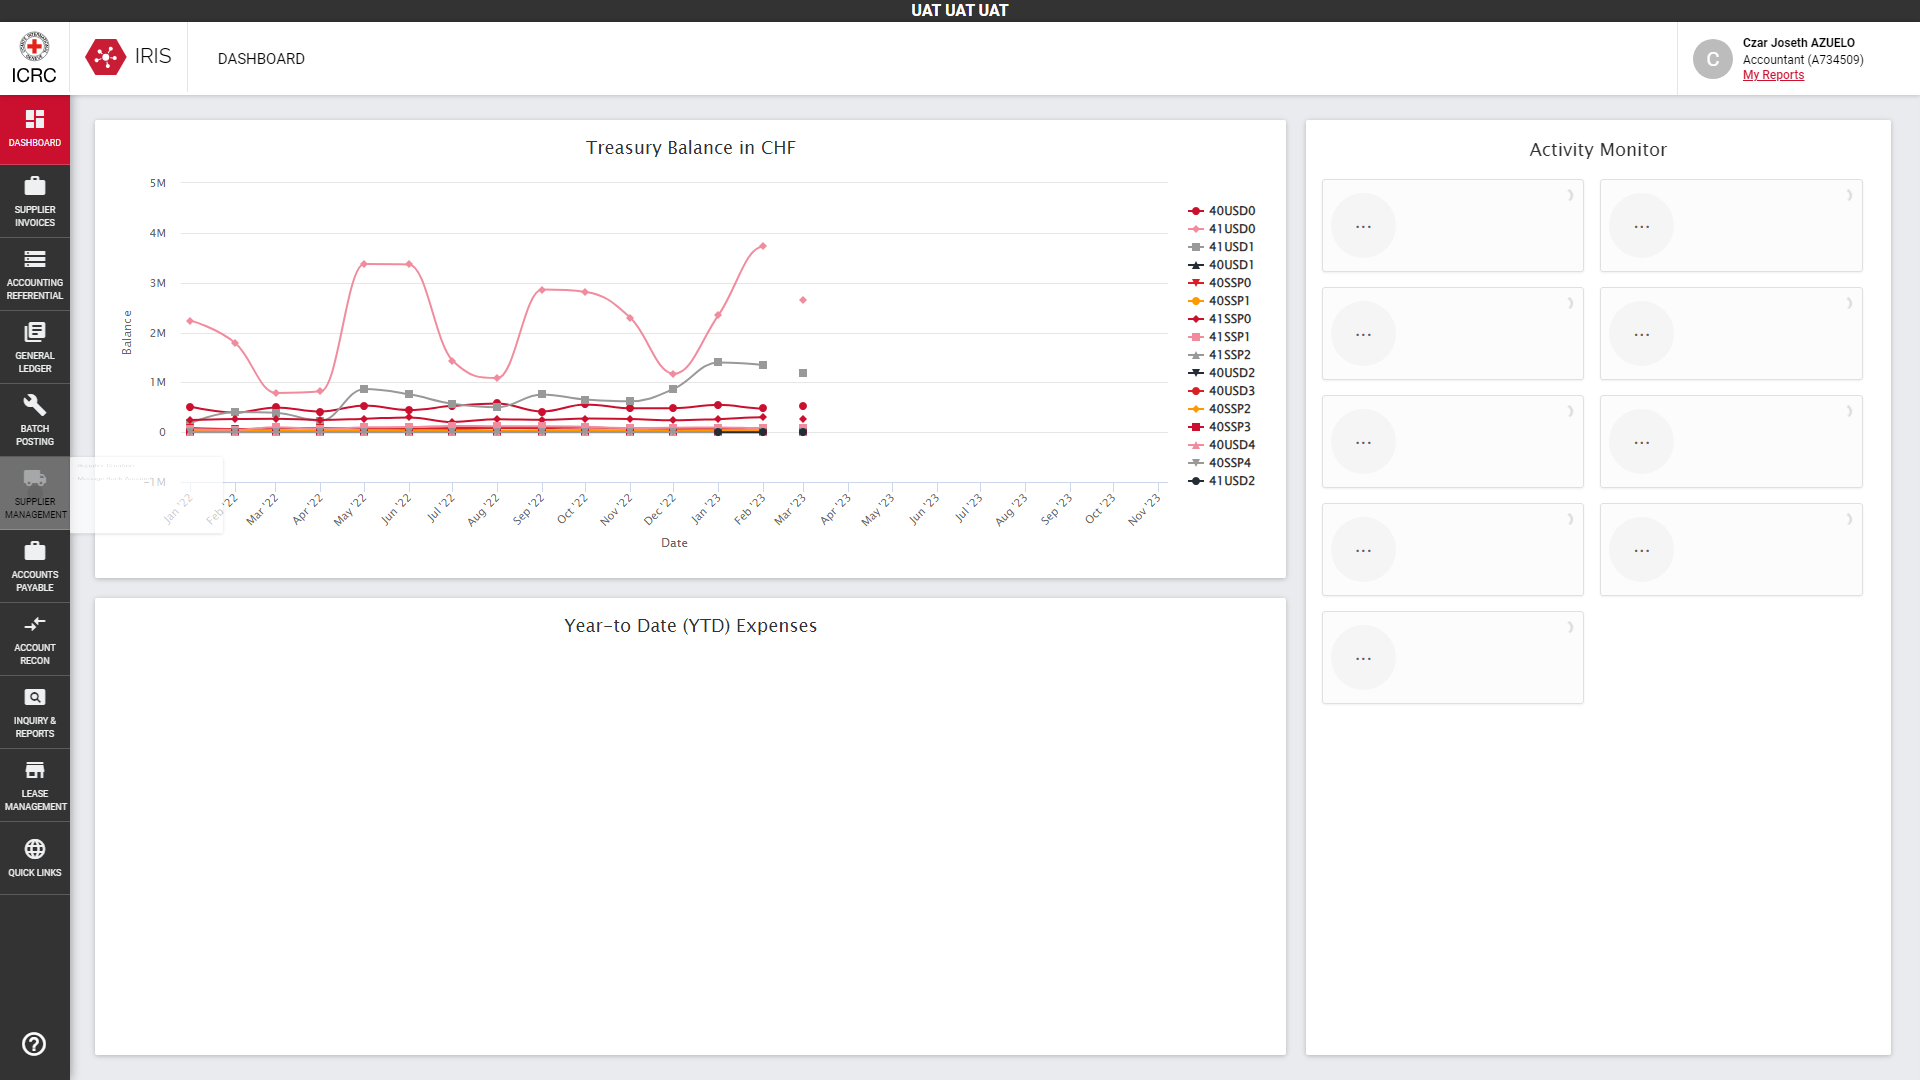 UAT UAT UAT
ICRC
IRIS
DASHBOARD
C
Czar Joseth AZUELO
Accountant (A734509)
My Reports
DASHBOARD
SUPPLIER
INVOICES
ACCOUNTING
REFERENTIAL
GENERAL
LEDGER
BATCH
POSTING
SUPPLIER
MANAGEMENT
ACCOUNTS
PAYABLE
ACCOUNT
RECON
INQUIRY &
REPORTS
LEASE
MANAGEMENT
QUICK LINKS
Treasury Balance in CHF
Balance
5M
4M
3M
2M
1M
0
-1M
Jan '22
Feb '22
Mar '22
Apr '22
May '22
Jun '22
Jul '22
Aug '22
Sep '22
Oct '22
Nov '22
Dec '22
Jan '23
Feb '23
Mar '23
Apr '23
May '23
Jun '23
Jul '23
Aug '23
Sep '23
Oct '23
Nov '23
Date
40USD0
41USD0
41USD1
40USD1
40SSP0
40SSP1
41SSP0
41SSP1
41SSP2
40USD2
40USD3
40SSP2
40SSP3
40USD4
40SSP4
41USD2
Year-to Date (YTD) Expenses
Activity Monitor
...
...
...
...
...
...
...
...
...